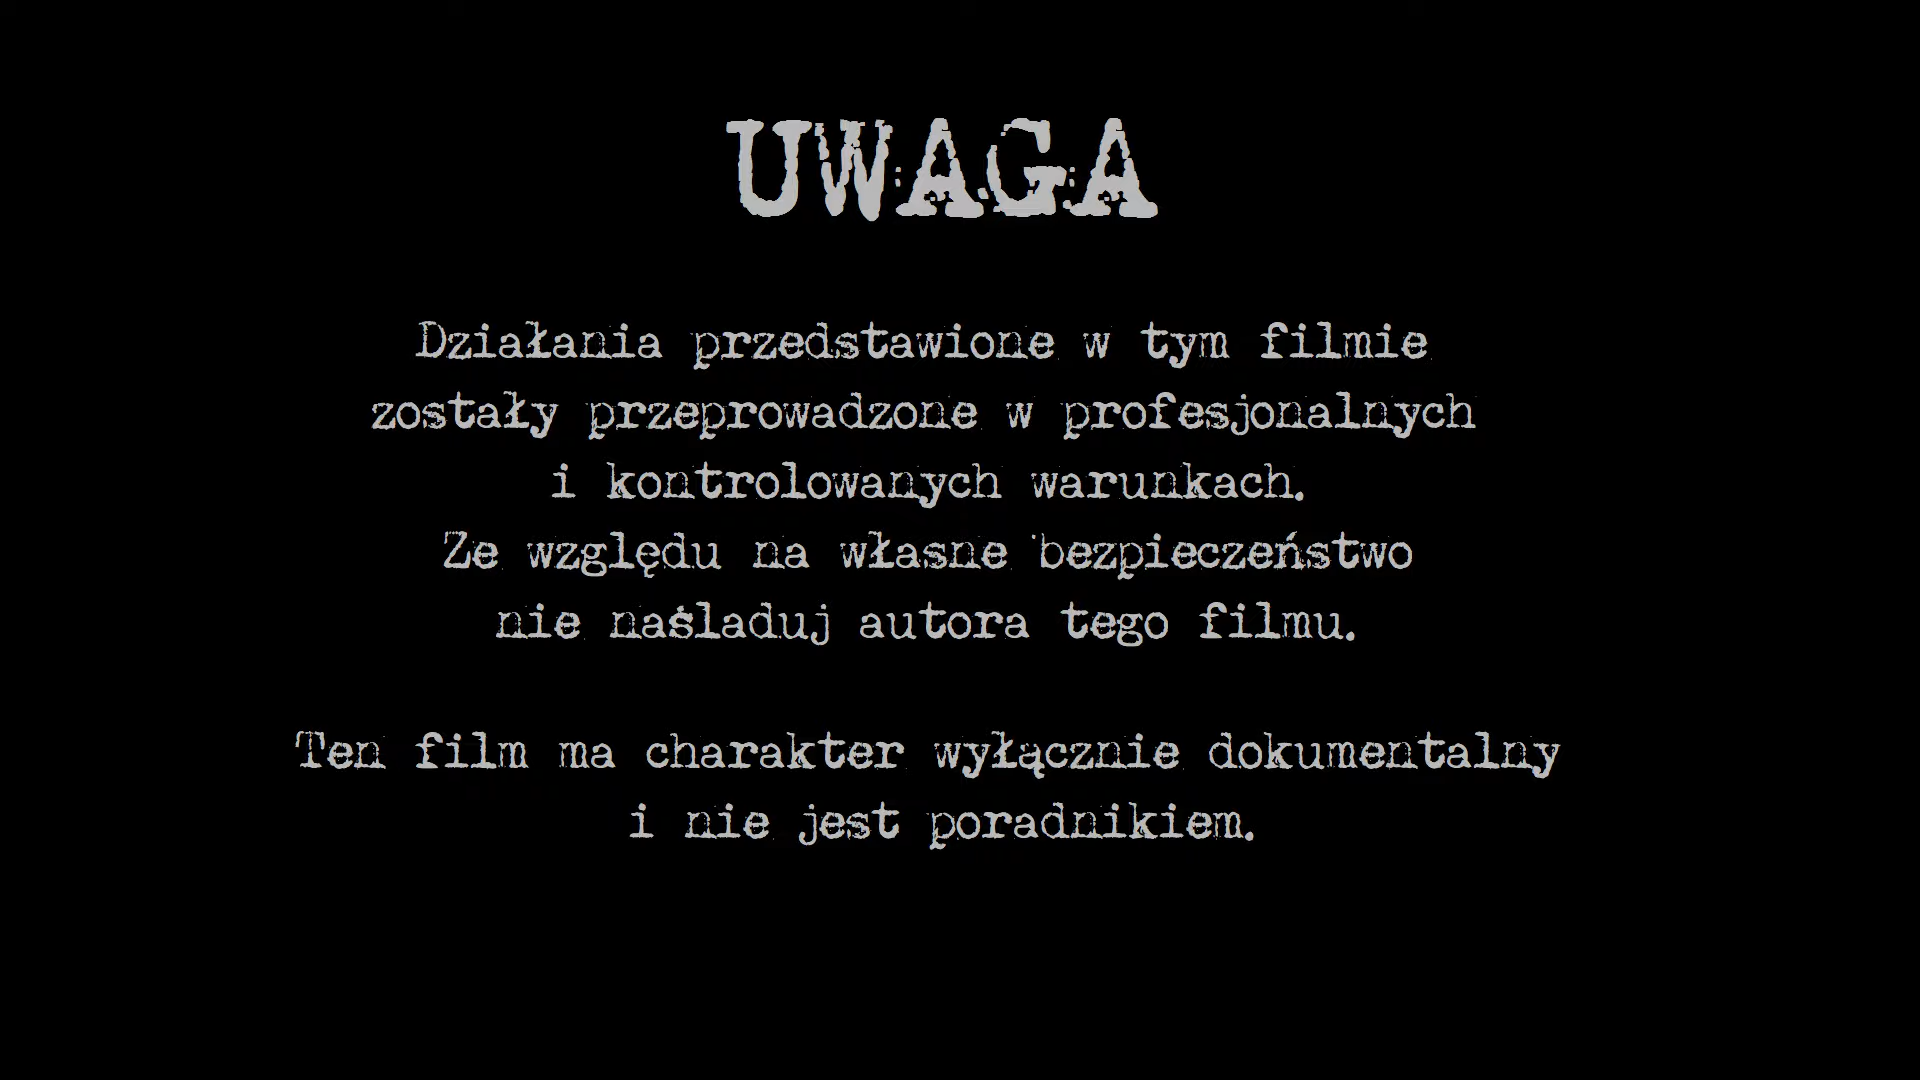 UWAGA
Działania przedstawione w tym filmie
zostały przeprowadzone w profesjonalnych
i kontrolowanych warunkach.
Ze względu na własne bezpieczeństwo
nie naśladuj autora tego filmu.
Ten film ma charakter wyłącznie dokumentalny
i nie jest poradnikiem.